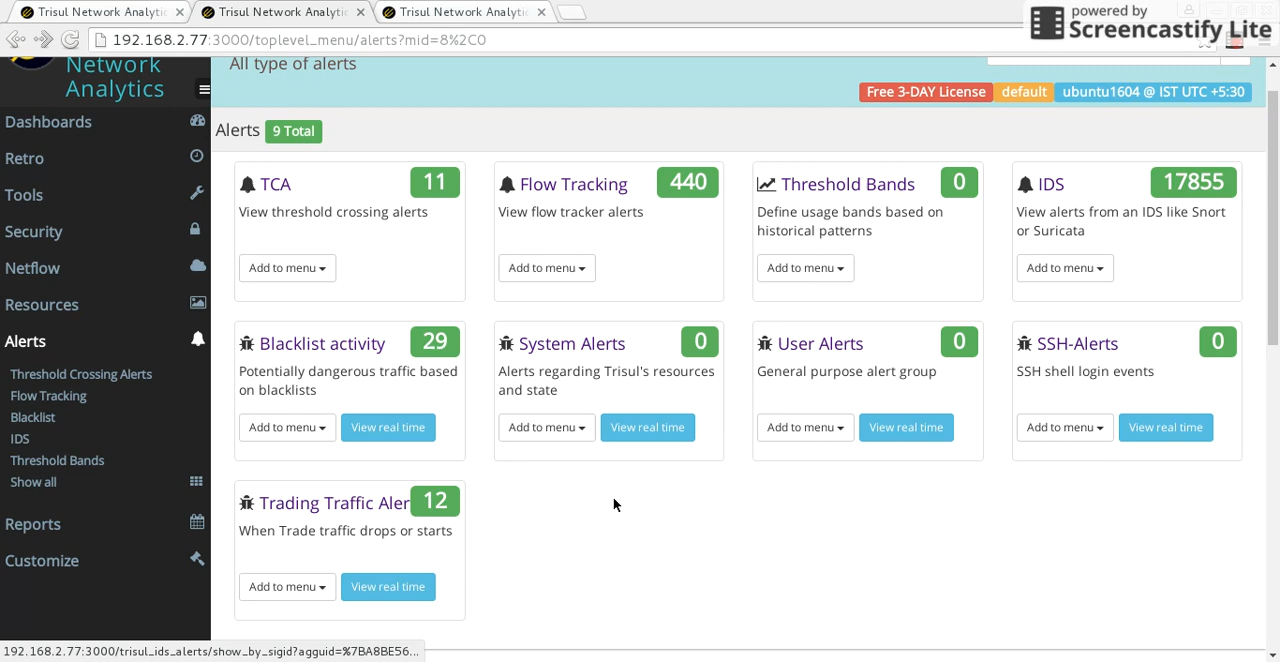 Trisul Network Analytic × Trisul Network Analytic × Trisul Network Analytic ×
powered by
Screencastify Lite
192.168.2.77:3000/toplevel_menu/alerts?mid=8%2C0
Network
Analytics
All type of alerts
Free 3-DAY License default ubuntu1604 @ IST UTC +5:30
Dashboards
Retro
Tools
Security
Netflow
Resources
Alerts
Threshold Crossing Alerts
Flow Tracking
Blacklist
IDS
Threshold Bands
Show all
Reports
Customize
Alerts 9 Total
TCA 11
View threshold crossing alerts
Add to menu
Flow Tracking 440
View flow tracker alerts
Add to menu
Threshold Bands 0
Define usage bands based on
historical patterns
Add to menu
IDS 17855
View alerts from an IDS like Snort
or Suricata
Add to menu
Blacklist activity 29
Potentially dangerous traffic based
on blacklists
Add to menu View real time
System Alerts 0
Alerts regarding Trisul's resources
and state
Add to menu View real time
User Alerts 0
General purpose alert group
Add to menu View real time
SSH-Alerts 0
SSH shell login events
Add to menu View real time
Trading Traffic Aler 12
When Trade traffic drops or starts
Add to menu View real time
192.168.2.77:3000/trisul_ids_alerts/show_by_sigid?agguid=%7BA8BE56...